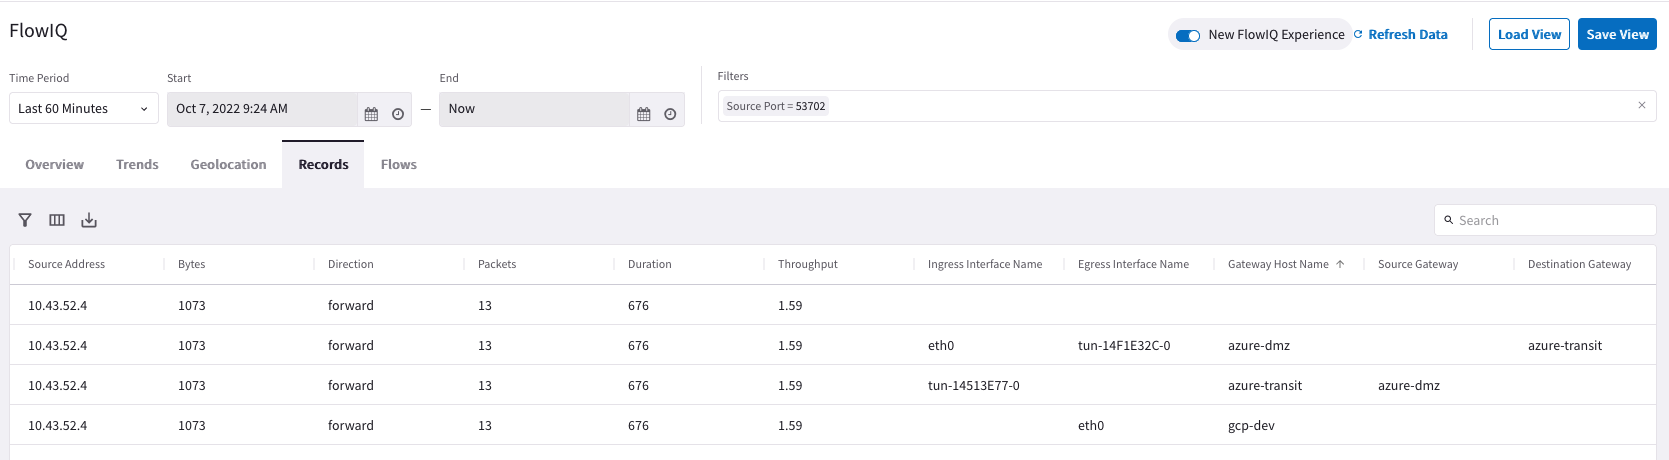 FlowIQ
New FlowIQ Experience Refresh Data Load View Save View
Time Period Start End Filters
Last 60 Minutes Oct 7, 2022 9:24 AM — Now Source Port = 53702 ×
Overview Trends Geolocation Records Flows
Search
Source Address Bytes Direction Packets Duration Throughput Ingress Interface Name Egress Interface Name Gateway Host Name ↑ Source Gateway Destination Gateway
10.43.52.4 1073 forward 13 676 1.59
10.43.52.4 1073 forward 13 676 1.59 eth0 tun-14F1E32C-0 azure-dmz azure-transit
10.43.52.4 1073 forward 13 676 1.59 tun-14513E77-0 azure-transit azure-dmz
10.43.52.4 1073 forward 13 676 1.59 eth0 gcp-dev